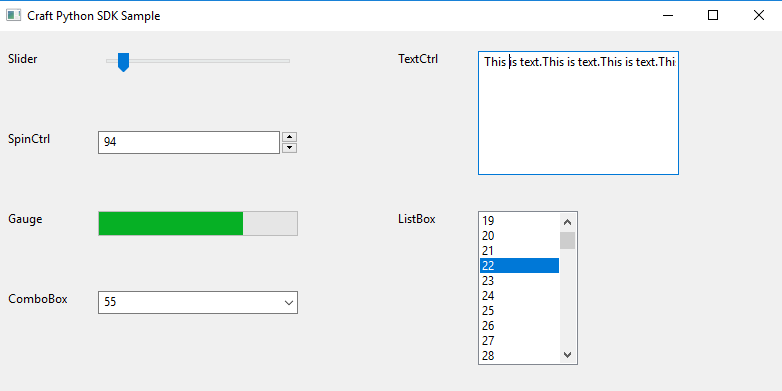 Craft Python SDK Sample
Slider
TextCtrl
This is text.This is text.This is text.Thi
SpinCtrl
94
Gauge
ListBox
19
20
21
22
23
24
25
26
27
28
ComboBox
55